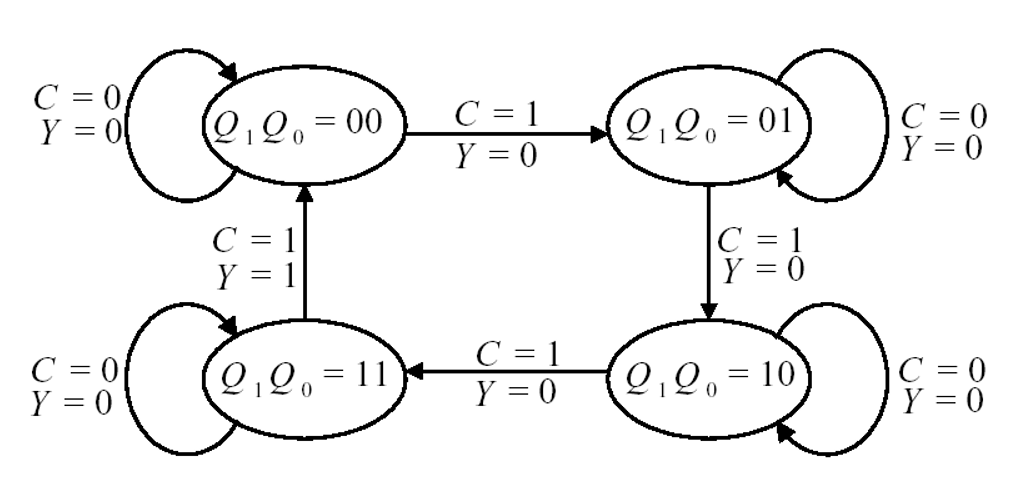 C = 0
Y = 0
Q₁Q₀ = 00
C = 1
Y = 0
Q₁Q₀ = 01
C = 0
Y = 0
C = 1
Y = 1
C = 1
Y = 0
C = 0
Y = 0
Q₁Q₀ = 11
C = 1
Y = 0
Q₁Q₀ = 10
C = 0
Y = 0